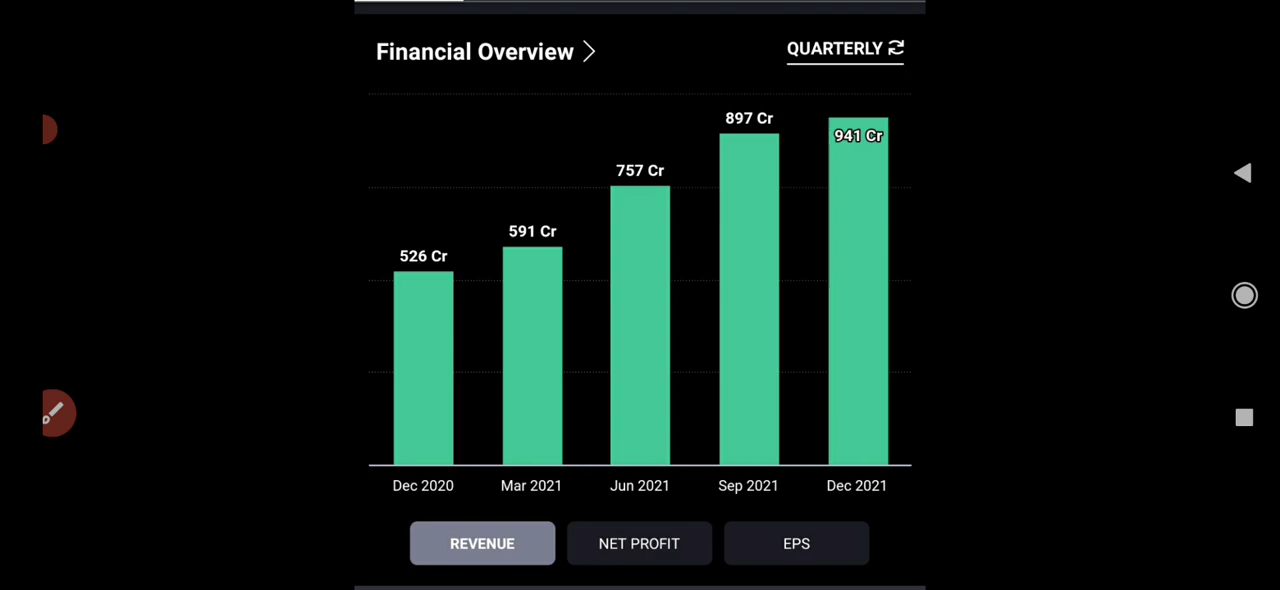 Financial Overview
QUARTERLY
897 Cr
941 Cr
757 Cr
591 Cr
526 Cr
Dec 2020 Mar 2021 Jun 2021 Sep 2021 Dec 2021
REVENUE NET PROFIT EPS